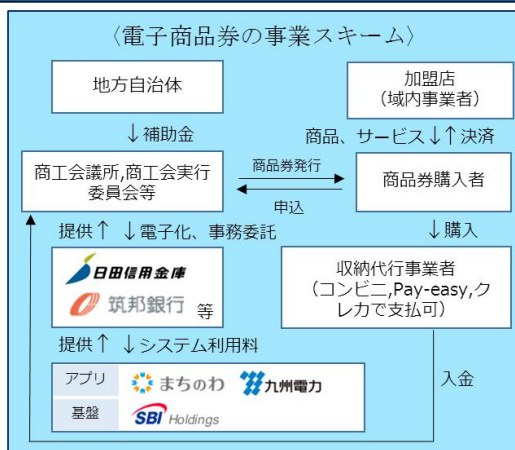 〈電子商品券の事業スキーム〉
地方自治体
加盟店
(域内事業者)
↓補助金
商品、サービス↓↑決済
商工会議所,商工会実行
委員会等
商品券発行
申込
商品券購入者
提供↑ ↓電子化、事務委託
↓購入
日田信用金庫
筑邦銀行 等
収納代行事業者
(コンビニ,Pay-easy,ク
レカで支払可)
提供↑ ↓システム利用料
アプリ まちのわ 九州電力
基盤 SBI Holdings
入金